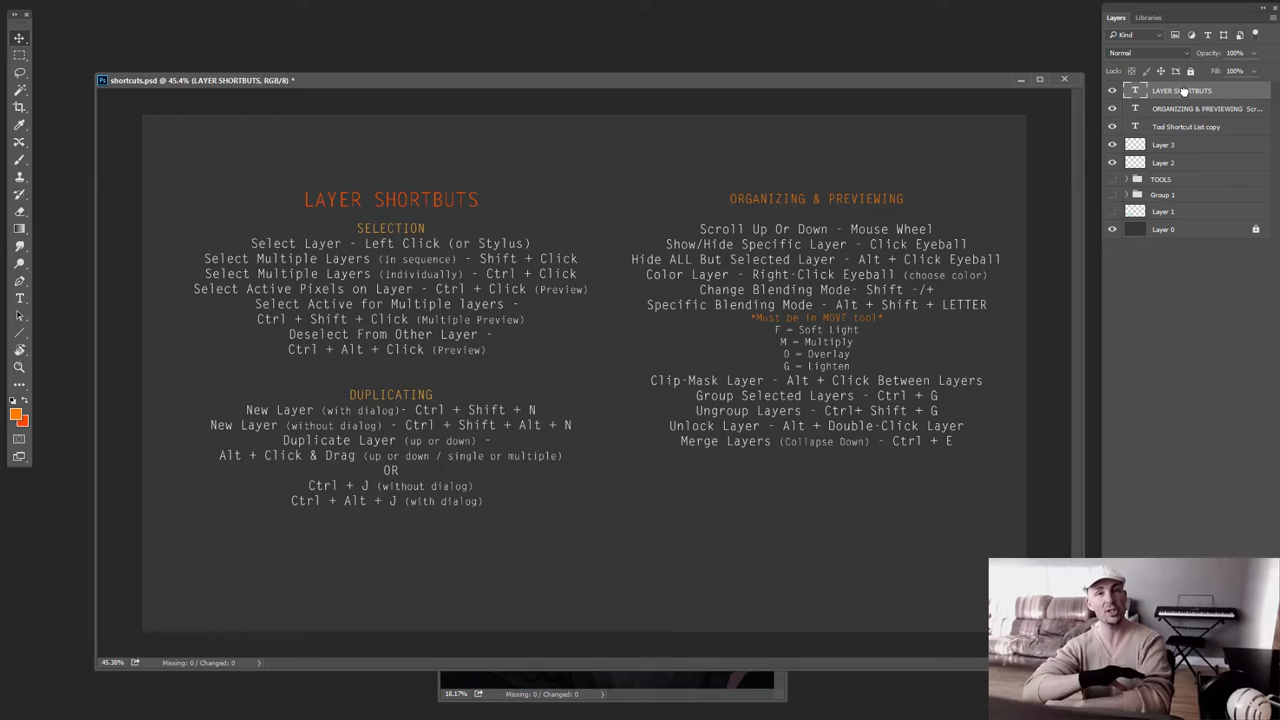 shortcuts.psd @ 45.4% (LAYER SHORTBUTS, RGB/8) *
LAYER SHORTBUTS
SELECTION
Select Layer - Left Click (or Stylus)
Select Multiple Layers (In sequence) - Shift + Click
Select Multiple Layers (Individually) - Ctrl + Click
Select Active Pixels on Layer - Ctrl + Click (Preview)
Select Active for Multiple layers -
Ctrl + Shift + Click (Multiple Preview)
Deselect From Other Layer -
Ctrl + Alt + Click (Preview)
DUPLICATING
New Layer (with dialog)- Ctrl + Shift + N
New Layer (without dialog) - Ctrl + Shift + Alt + N
Duplicate Layer (up or down) -
Alt + Click & Drag (up or down / single or multiple)
OR
Ctrl + J (without dialog)
Ctrl + Alt + J (with dialog)
ORGANIZING & PREVIEWING
Scroll Up Or Down - Mouse Wheel
Show/Hide Specific Layer - Click Eyeball
Hide ALL But Selected Layer - Alt + Click Eyeball
Color Layer - Right-Click Eyeball (choose color)
Change Blending Mode- Shift -/+
Specific Blending Mode - Alt + Shift + LETTER
*Must be in MOVE tool*
F = Soft Light
M = Multiply
O = Overlay
G = Lighten
Clip-Mask Layer - Alt + Click Between Layers
Group Selected Layers - Ctrl + G
Ungroup Layers - Ctrl+ Shift + G
Unlock Layer - Alt + Double-Click Layer
Merge Layers (Collapse Down) - Ctrl + E
45.38%
Missing: 0 / Changed: 0
18.17%
Missing: 0 / Changed: 0
Layers
Libraries
Kind
Normal
Opacity: 100%
Lock:
Fill: 100%
LAYER SHORTBUTS
ORGANIZING & PREVIEWING Scr...
Tool Shortcut List copy
Layer 3
Layer 2
TOOLS
Group 1
Layer 1
Layer 0